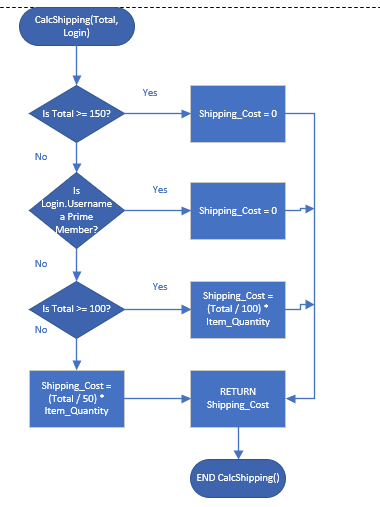 CalcShipping(Total,
Login)
Is Total >= 150?
Yes
Shipping_Cost = 0
No
Is
Login.Username
a Prime
Member?
Yes
Shipping_Cost = 0
No
Is Total >= 100?
Yes
Shipping_Cost =
(Total / 100) *
Item_Quantity
No
Shipping_Cost =
(Total / 50) *
Item_Quantity
RETURN
Shipping_Cost
END CalcShipping()